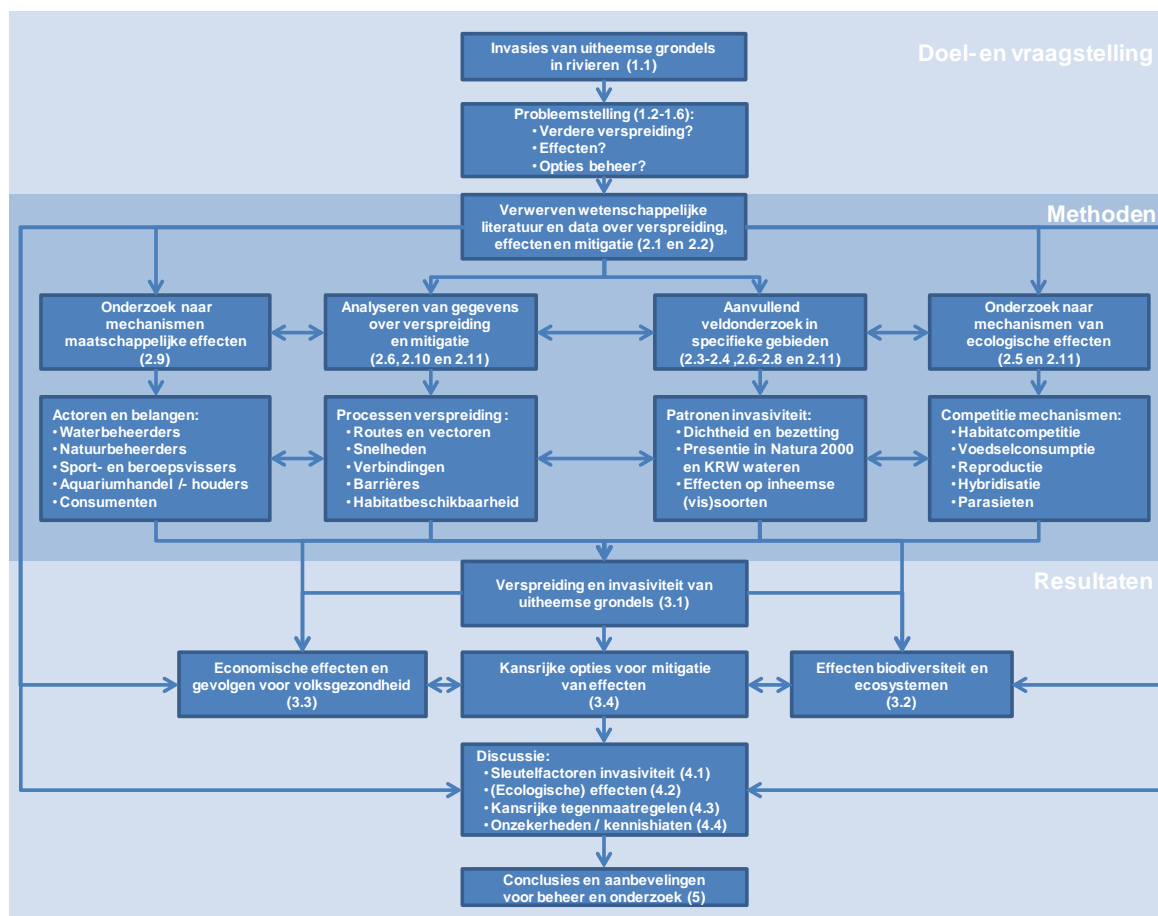 Doel- en vraagstelling
Invasies van uitheemse grondels
in rivieren (1.1)
Probleemstelling (1.2-1.6):
• Verdere verspreiding?
• Effecten?
• Opties beheer?
Methoden
Verwerven wetenschappelijke
literatuur en data over verspreiding,
effecten en mitigatie (2.1 en 2.2)
Onderzoek naar
mechanismen
maatschappelijke effecten
(2.9)
Analyseren van gegevens
over verspreiding
en mitigatie
(2.6, 2.10 en 2.11)
Aanvullend
veldonderzoek in
specifieke gebieden
(2.3-2.4 ,2.6-2.8 en 2.11)
Onderzoek naar
mechanismen van
ecologische effecten
(2.5 en 2.11)
Actoren en belangen:
• Waterbeheerders
• Natuurbeheerders
• Sport- en beroepsvissers
• Aquariumhandel /- houders
• Consumenten
Processen verspreiding :
• Routes en vectoren
• Snelheden
• Verbindingen
• Barrières
• Habitatbeschikbaarheid
Patronen invasiviteit:
• Dichtheid en bezetting
• Presentie in Natura 2000
en KRW wateren
• Effecten op inheemse
(vis)soorten
Competitie mechanismen:
• Habitatcompetitie
• Voedselconsumptie
• Reproductie
• Hybridisatie
• Parasieten
Resultaten
Verspreiding en invasiviteit van
uitheemse grondels (3.1)
Economische effecten en
gevolgen voor volksgezondheid
(3.3)
Kansrijke opties voor mitigatie
van effecten
(3.4)
Effecten biodiversiteit en
ecosystemen
(3.2)
Discussie:
• Sleutelfactoren invasiviteit (4.1)
• (Ecologische) effecten (4.2)
• Kansrijke tegenmaatregelen (4.3)
• Onzekerheden / kennishiaten (4.4)
Conclusies en aanbevelingen
voor beheer en onderzoek (5)